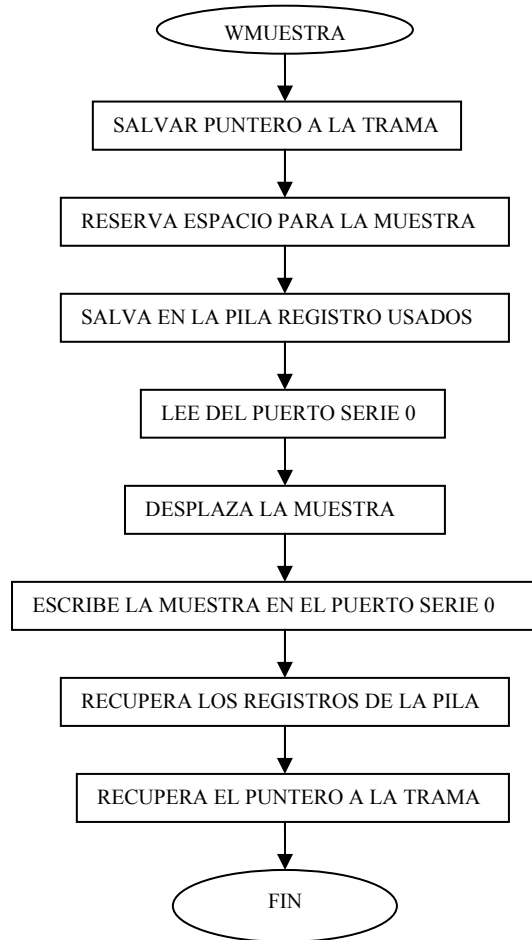 WMUESTRA
SALVAR PUNTERO A LA TRAMA
RESERVA ESPACIO PARA LA MUESTRA
SALVA EN LA PILA REGISTRO USADOS
LEE DEL PUERTO SERIE 0
DESPLAZA LA MUESTRA
ESCRIBE LA MUESTRA EN EL PUERTO SERIE 0
RECUPERA LOS REGISTROS DE LA PILA
RECUPERA EL PUNTERO A LA TRAMA
FIN